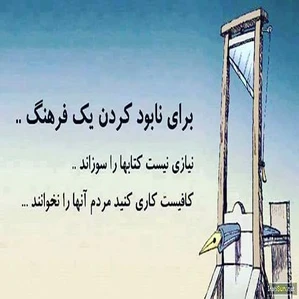 برای نابود کردن یک فرهنگ ..
نیازی نیست کتابها را سوزاند ..
کافیست کاری کنید مردم آنها را نخوانند ...